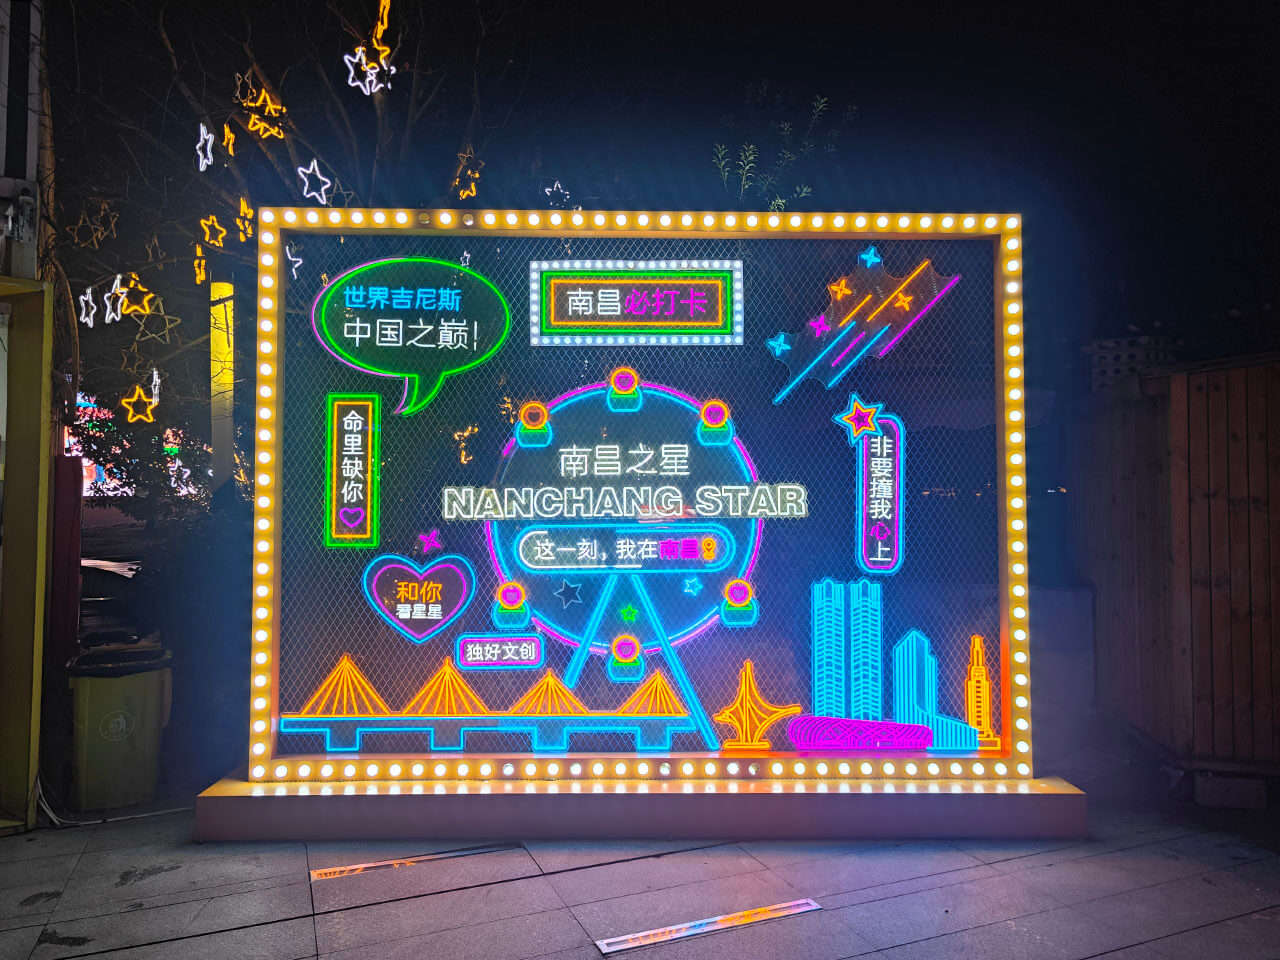 世界吉尼斯
中国之巅!
南昌必打卡
命里缺你
南昌之星
NANCHANG STAR
这一刻，我在南昌
非要撞我心上
和你
看星星
独好文创